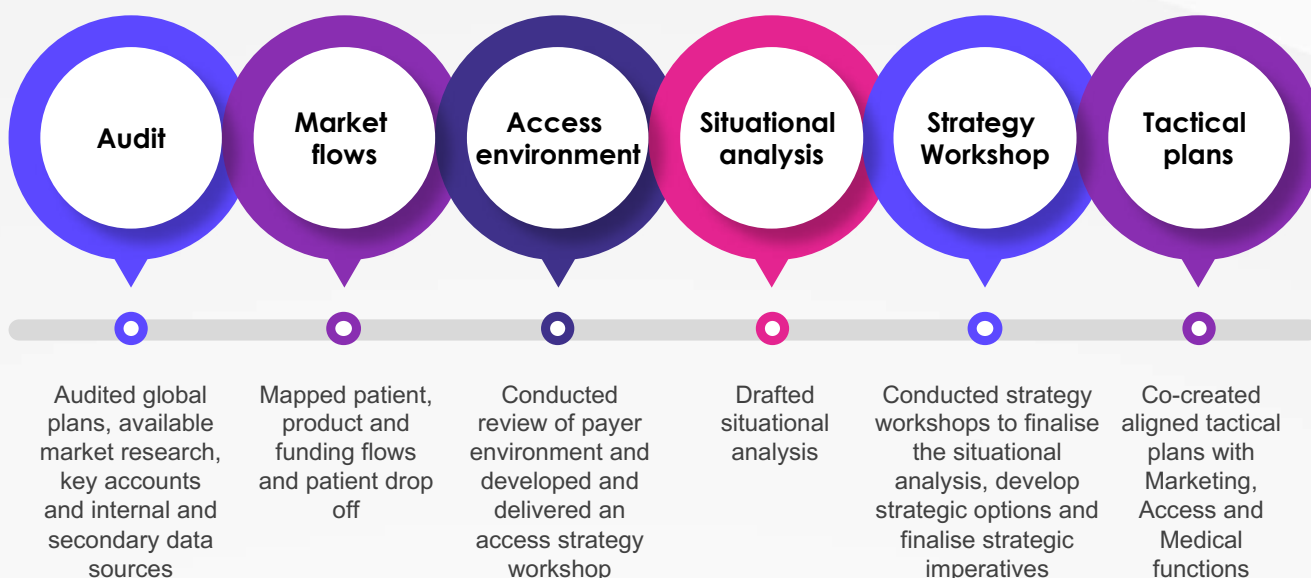 Audit
Market
flows
Access
environment
Situational
analysis
Strategy
Workshop
Tactical
plans
Audited global
plans, available
market research,
key accounts
and internal and
secondary data
sources
Mapped patient,
product and
funding flows
and patient drop
off
Conducted
review of payer
environment and
developed and
delivered an
access strategy
workshop
Drafted
situational
analysis
Conducted strategy
workshops to finalise
the situational
analysis, develop
strategic options and
finalise strategic
imperatives
Co-created
aligned tactical
plans with
Marketing,
Access and
Medical
functions